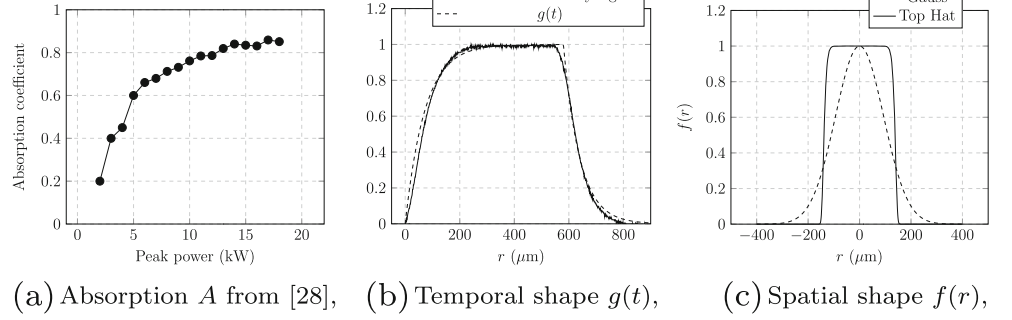 1
0.8
0.6
0.4
0.2
0
0 5 10 15 20
Absorption coefficient
Peak power (kW)
(a) Absorption A from [28],
g(t)
1.2
1
0.8
0.6
0.4
0.2
0
0 200 400 600 800
r (μm)
(b) Temporal shape g(t),
Top Hat
1.2
1
0.8
0.6
0.4
0.2
0
−400 −200 0 200 400
f(r)
r (μm)
(c) Spatial shape f(r),